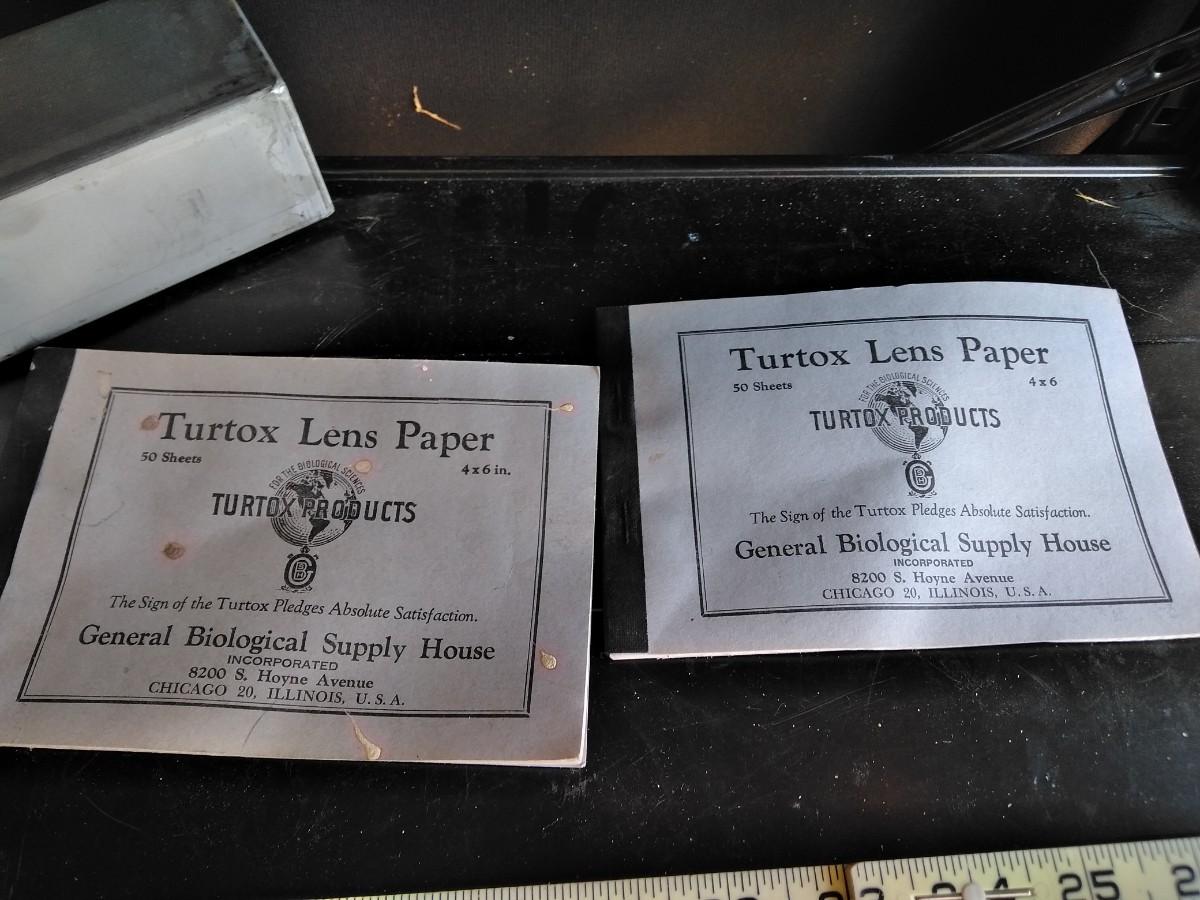 Turtox Lens Paper
50 Sheets 4x6 in.
FOR THE BIOLOGICAL SCIENCES
TURTOX PRODUCTS
The Sign of the Turtox Pledges Absolute Satisfaction.
General Biological Supply House
INCORPORATED
8200 S. Hoyne Avenue
CHICAGO 20, ILLINOIS, U.S.A.
Turtox Lens Paper
50 Sheets 4x6
FOR THE BIOLOGICAL SCIENCES
TURTOX PRODUCTS
The Sign of the Turtox Pledges Absolute Satisfaction.
General Biological Supply House
INCORPORATED
8200 S. Hoyne Avenue
CHICAGO 20, ILLINOIS, U.S.A.
25